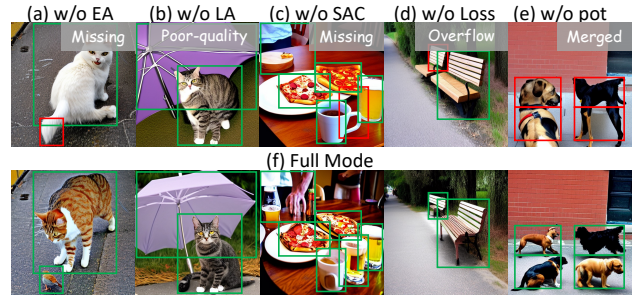 (a) w/o EA (b) w/o LA (c) w/o SAC (d) w/o Loss (e) w/o pot
Missing Poor-quality Missing Overflow Merged
(f) Full Mode